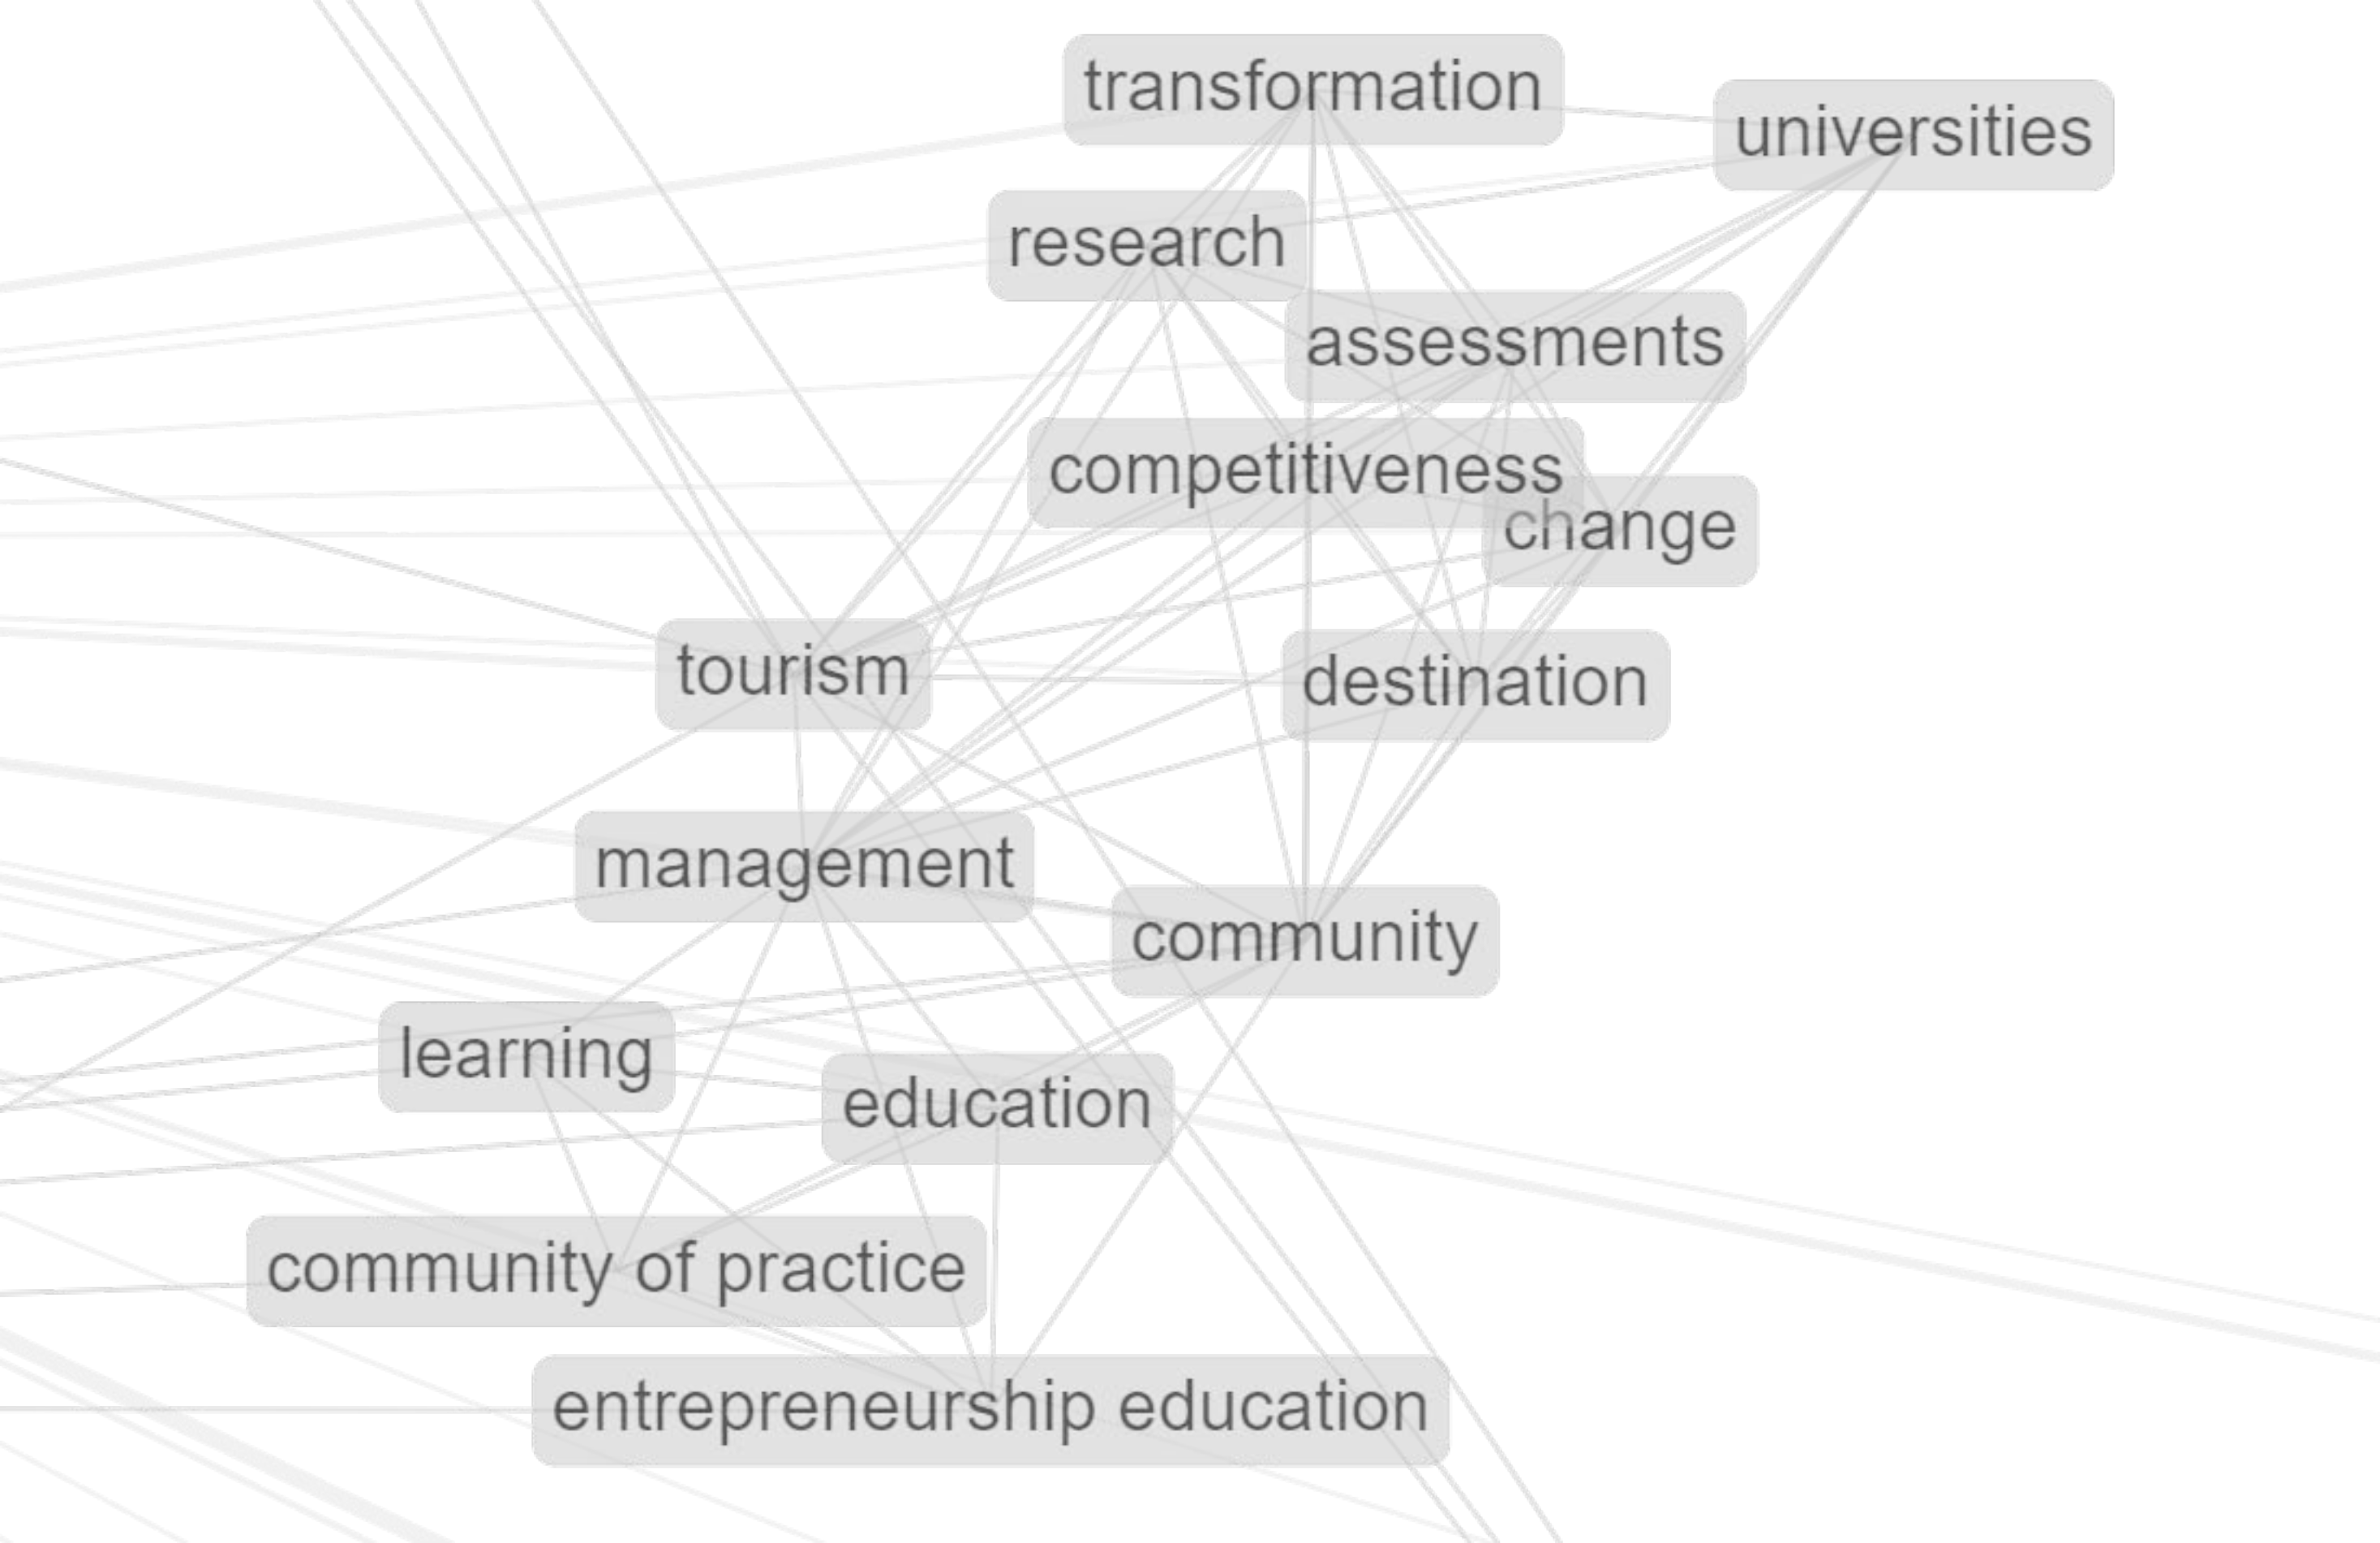 transformation
universities
research
assessments
competitiveness
change
tourism
destination
management
community
learning
education
community of practice
entrepreneurship education